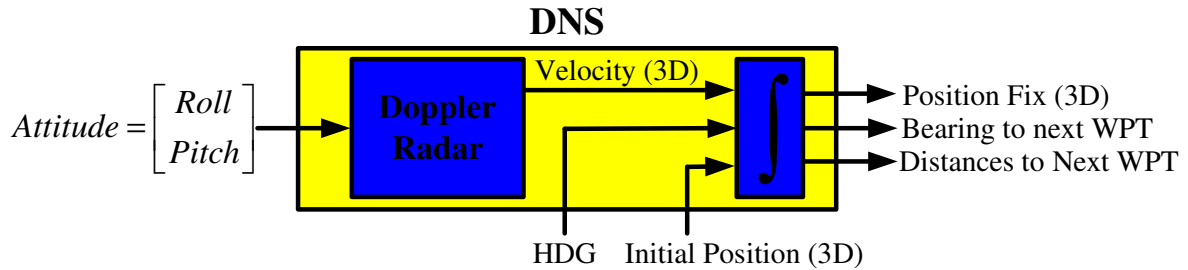 DNS
Attitude = [Roll
Pitch]
Doppler
Radar
Velocity (3D)
∫
Position Fix (3D)
Bearing to next WPT
Distances to Next WPT
HDG
Initial Position (3D)